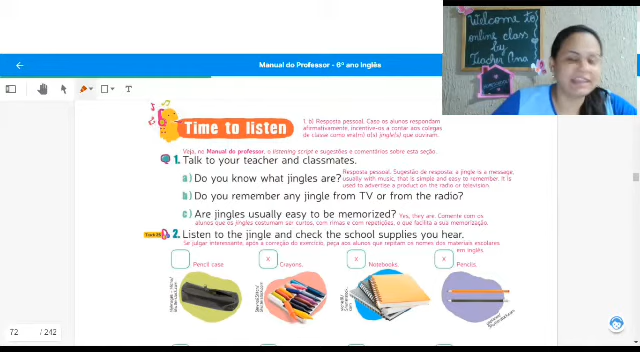 Welcome to
online class
by
Teacher Ana
Manual do Professor - 6º ano Inglês
T
Time to listen
1. b) Resposta pessoal. Caso os alunos respondam
afirmativamente, incentive-os a contar aos colegas
de classe como era(m) o(s) jingle(s) que ouviram.
Veja, no Manual do professor, o listening script e sugestões e comentários sobre esta seção.
1. Talk to your teacher and classmates.
a) Do you know what jingles are?
Resposta pessoal. Sugestão de resposta: a jingle is a message,
usually with music, that is simple and easy to remember. It is
used to advertise a product on the radio or television.
b) Do you remember any jingle from TV or from the radio?
c) Are jingles usually easy to be memorized? Yes, they are. Comente com os
alunos que os jingles costumam ser curtos, com rimas e com repetições, o que facilita a sua memorização.
2. Listen to the jingle and check the school supplies you hear.
Se julgar interessante, após a correção do exercício, peça aos alunos que repitam os nomes dos materiais escolares
em inglês
Pencil case
x Crayons.
x Notebooks.
x Pencils.
72 / 242